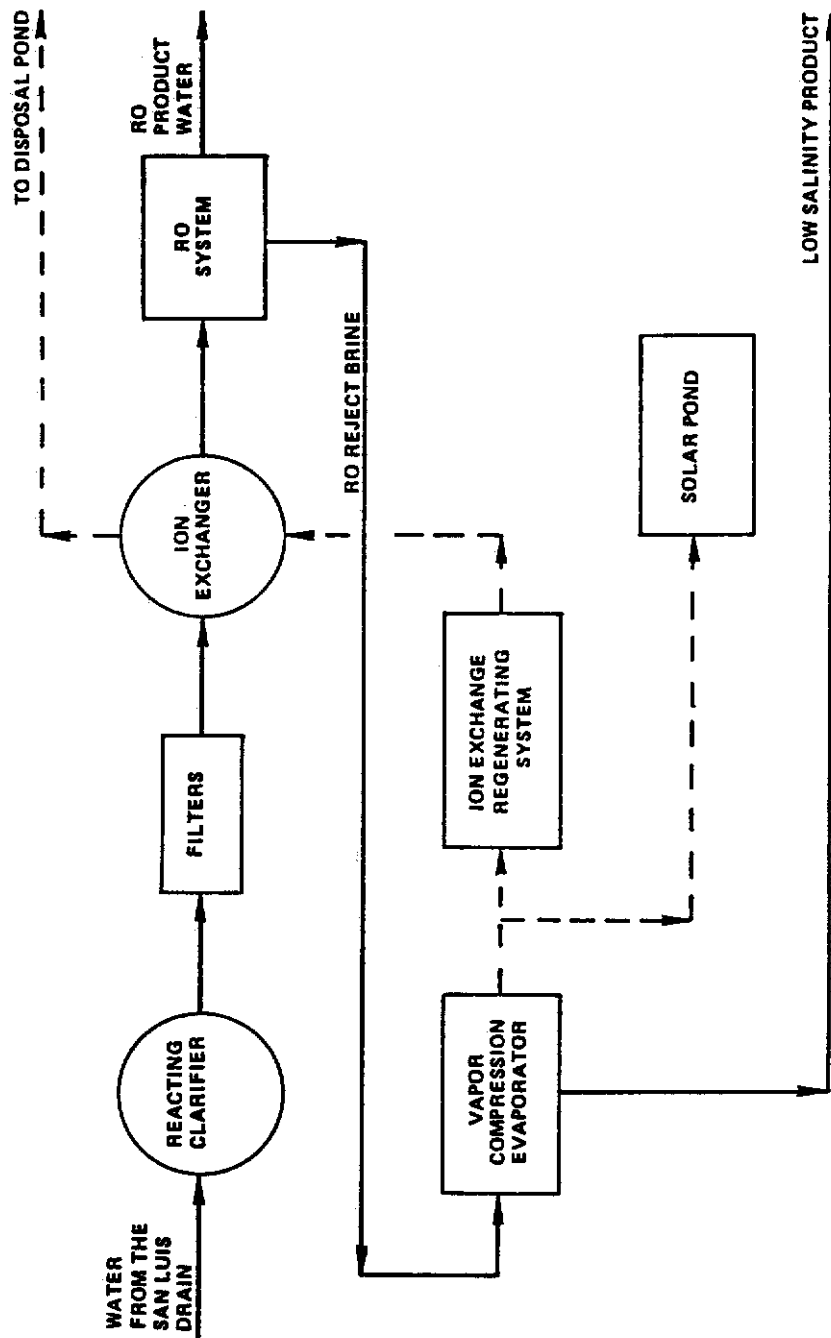 TO DISPOSAL POND
RO
PRODUCT
WATER
WATER
FROM THE
SAN LUIS
DRAIN
REACTING
CLARIFIER
FILTERS
ION
EXCHANGER
RO
SYSTEM
RO REJECT BRINE
VAPOR
COMPRESSION
EVAPORATOR
ION EXCHANGE
REGENERATING
SYSTEM
SOLAR POND
LOW SALINITY PRODUCT